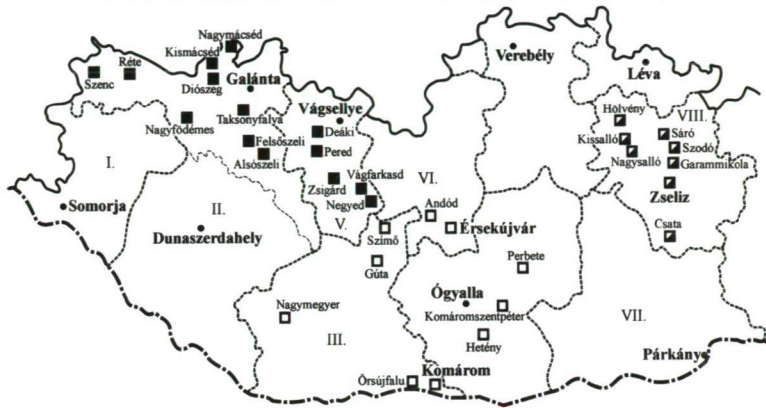 Nagymácséd
Kismácséd
Verebély
Réte
Szenc
Galánta
Léva
Diószeg
Vágsellye
Hölvény
VIII.
Taksonyfalya
Deáki
Sáró
Nagyfödémes
Kissalló
Szodó
Felsőszeli
Pered
I.
Alsószeli
Nagysalló
Garammikola
Vágfarkasd
VI.
Zsigárd
Zseliz
Somorja
II.
Negyed
Andód
V.
Csata
Dunaszerdahely
Szímő
Érsekújvár
Gúta
Perbete
Ógyalla
Nagymegyer
Komáromszentpéter
VII.
III.
Hetény
Párkány
Komárom
Őrsújfalu